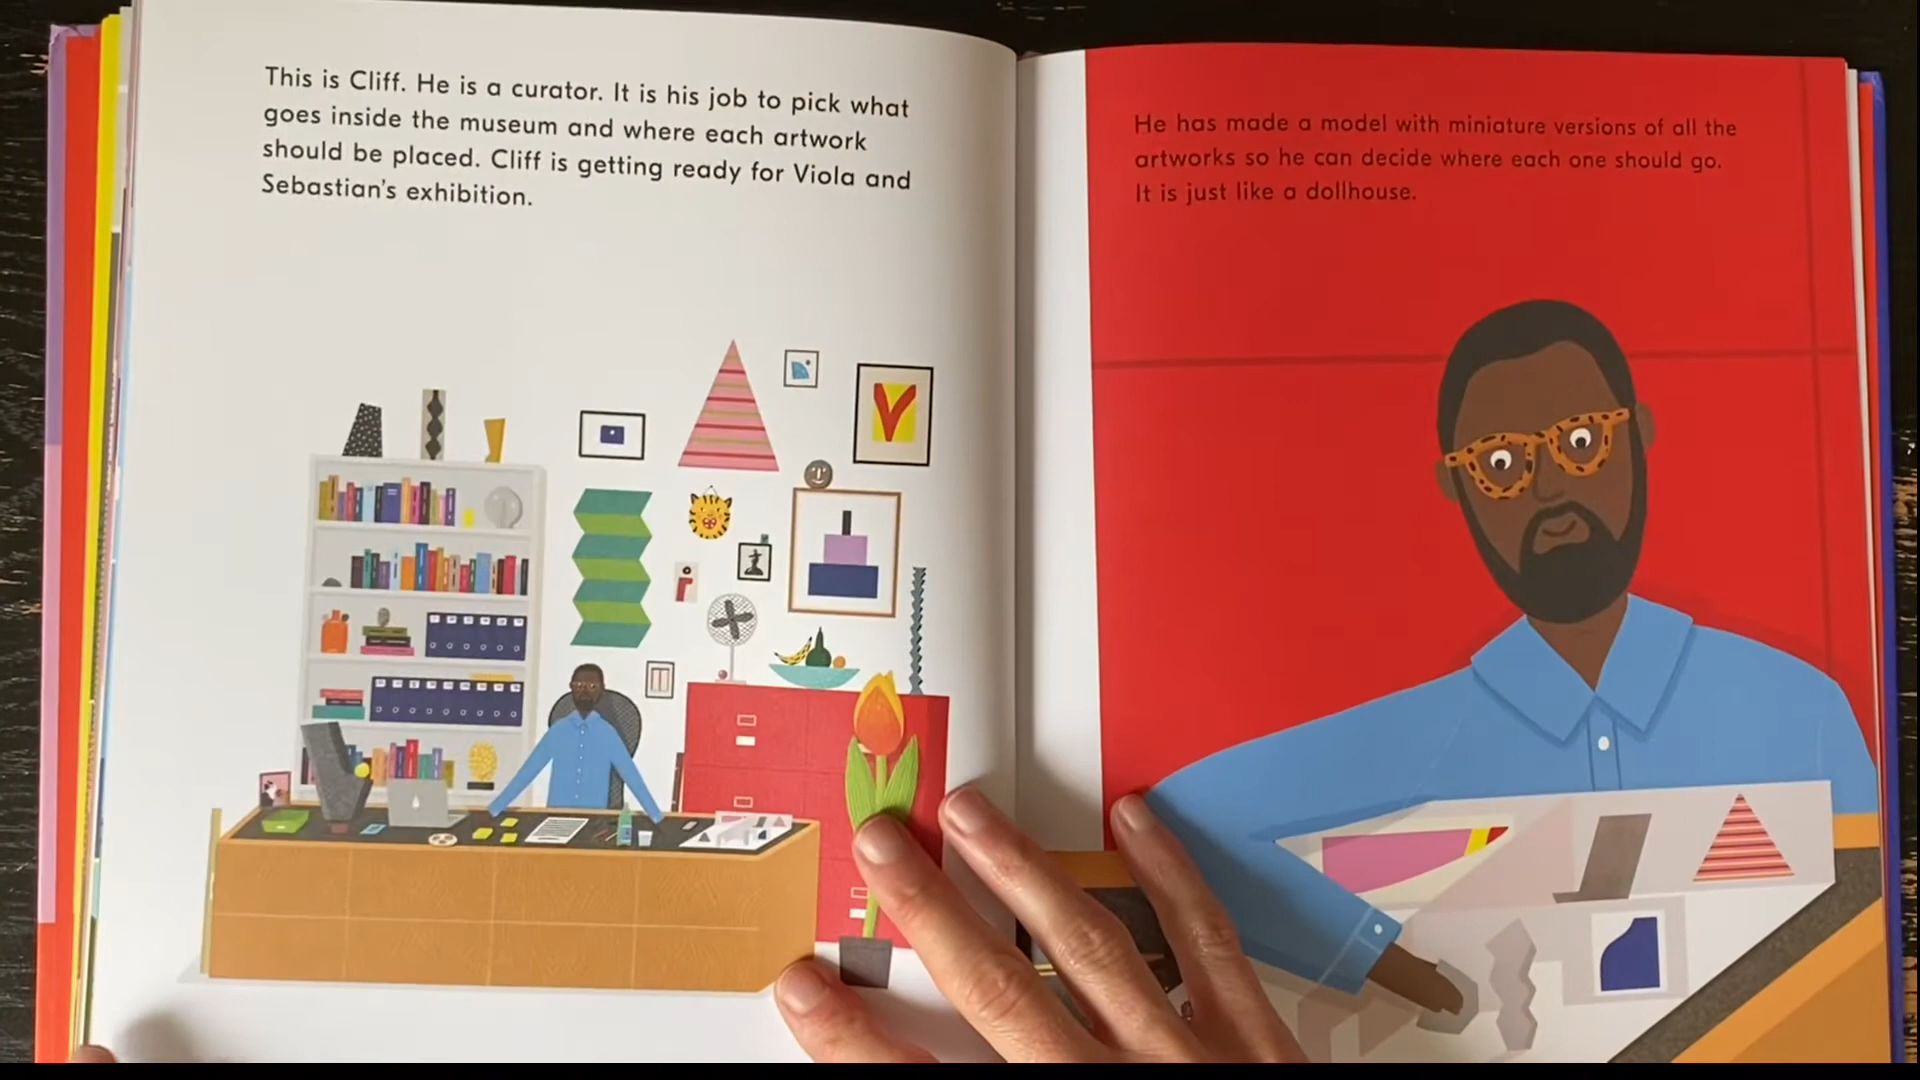 This is Cliff. He is a curator. It is his job to pick what
goes inside the museum and where each artwork
should be placed. Cliff is getting ready for Viola and
Sebastian's exhibition.
He has made a model with miniature versions of all the
artworks so he can decide where each one should go.
It is just like a dollhouse.